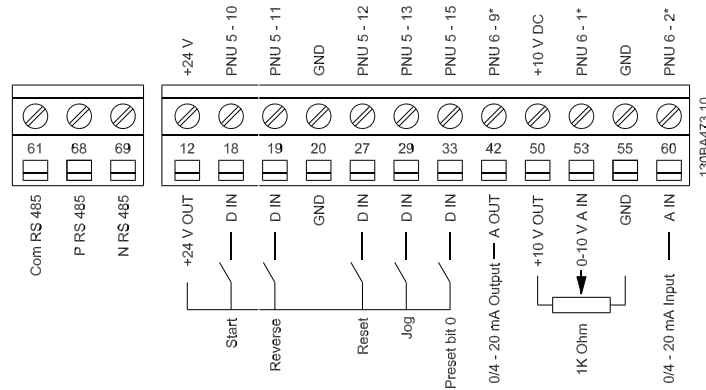 +24 V
PNU 5 - 10
PNU 5 - 11
GND
PNU 5 - 12
PNU 5 - 13
PNU 5 - 15
PNU 6 - 9*
+10 V DC
PNU 6 - 1*
GND
PNU 6 - 2*
61 68 69
12 18 19 20 27 29 33 42 50 53 55 60
130BA473.10
Com RS 485
P RS 485
N RS 485
+24 V OUT
D IN
D IN
GND
D IN
D IN
D IN
A OUT
+10 V OUT
0-10 V A IN
GND
A IN
Start
Reverse
Reset
Jog
Preset bit 0
0/4 - 20 mA Output
1K Ohm
0/4 - 20 mA Input